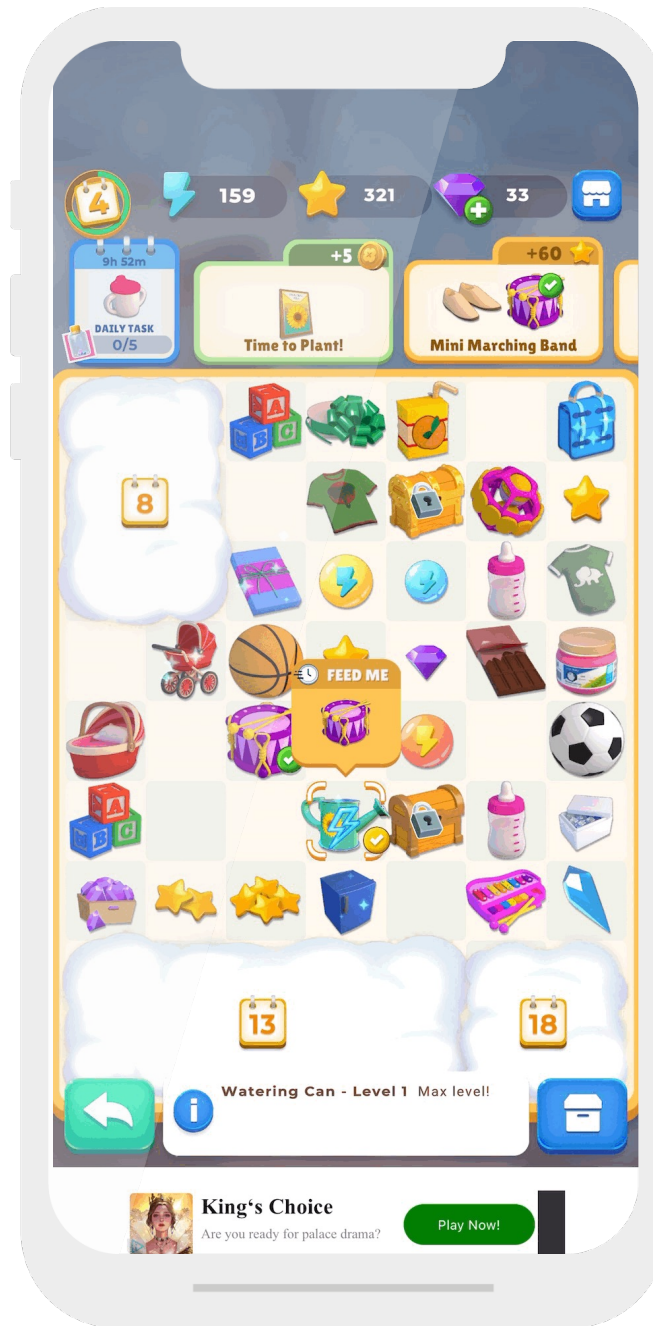 4
159
321
33
9h 52m
DAILY TASK
0/5
+5
Time to Plant!
+60
Mini Marching Band
A
B C
8
FEED ME
A
B C
13
18
i
Watering Can - Level 1 Max level!
King‘s Choice
Are you ready for palace drama?
Play Now!